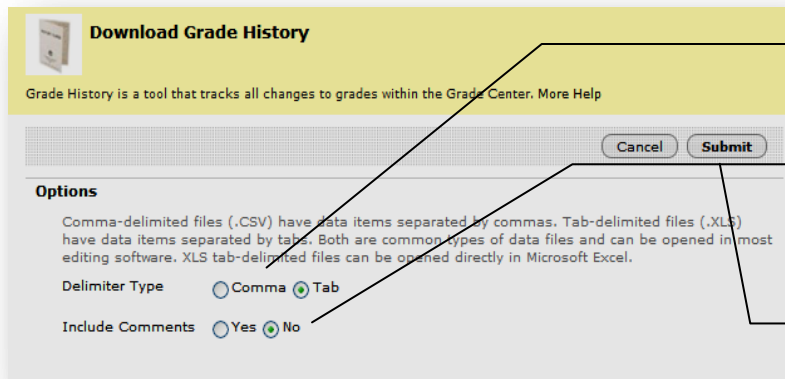 Download Grade History
Grade History is a tool that tracks all changes to grades within the Grade Center. More Help
Cancel Submit
Options
Comma-delimited files (.CSV) have data items separated by commas. Tab-delimited files (.XLS)
have data items separated by tabs. Both are common types of data files and can be opened in most
editing software. XLS tab-delimited files can be opened directly in Microsoft Excel.
Delimiter Type Comma Tab
Include Comments Yes No